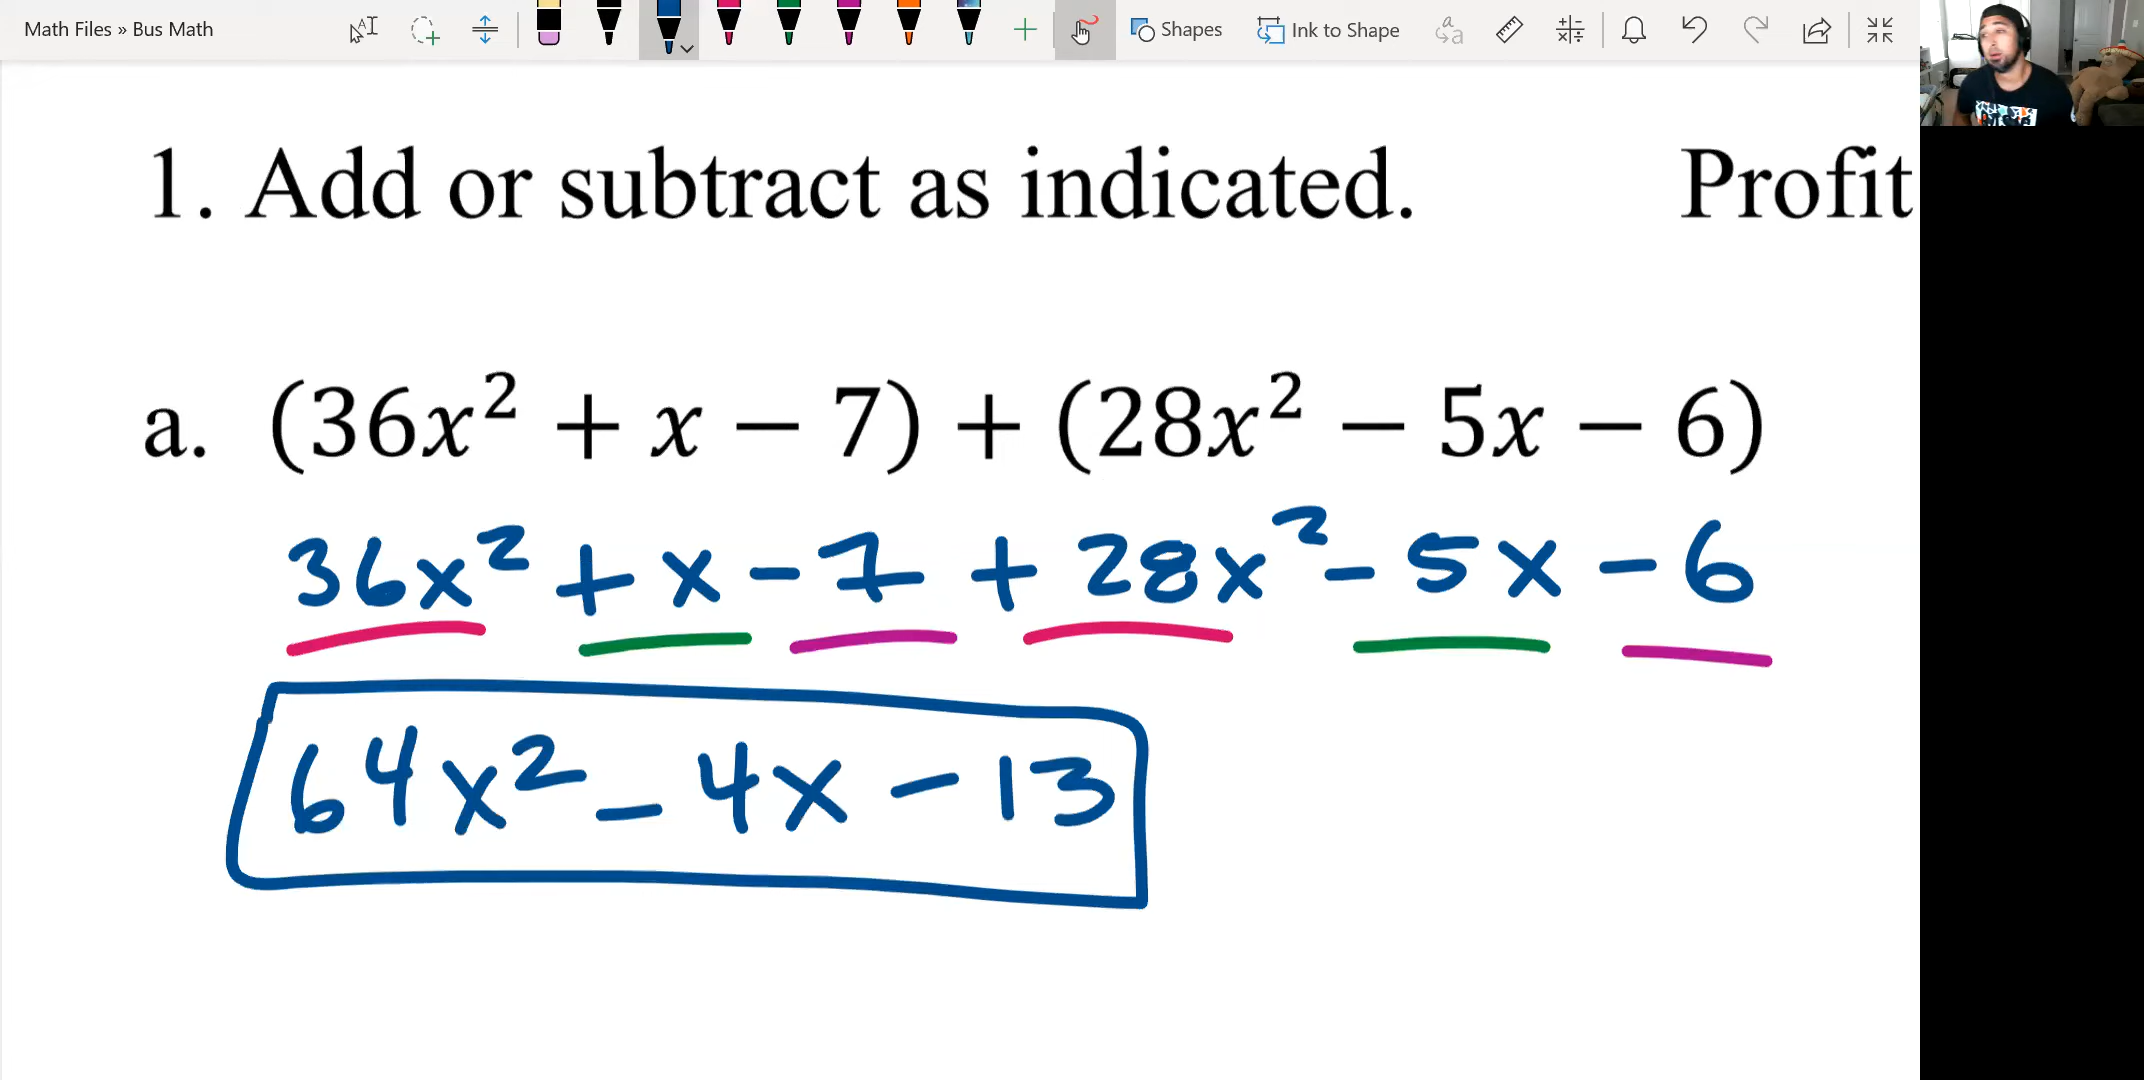 Math Files » Bus Math
Shapes
Ink to Shape
1. Add or subtract as indicated.
Profit
a. (36x² + x − 7) + (28x² − 5x − 6)
36x² + x − 7 + 28x² − 5x − 6
64x² − 4x − 13